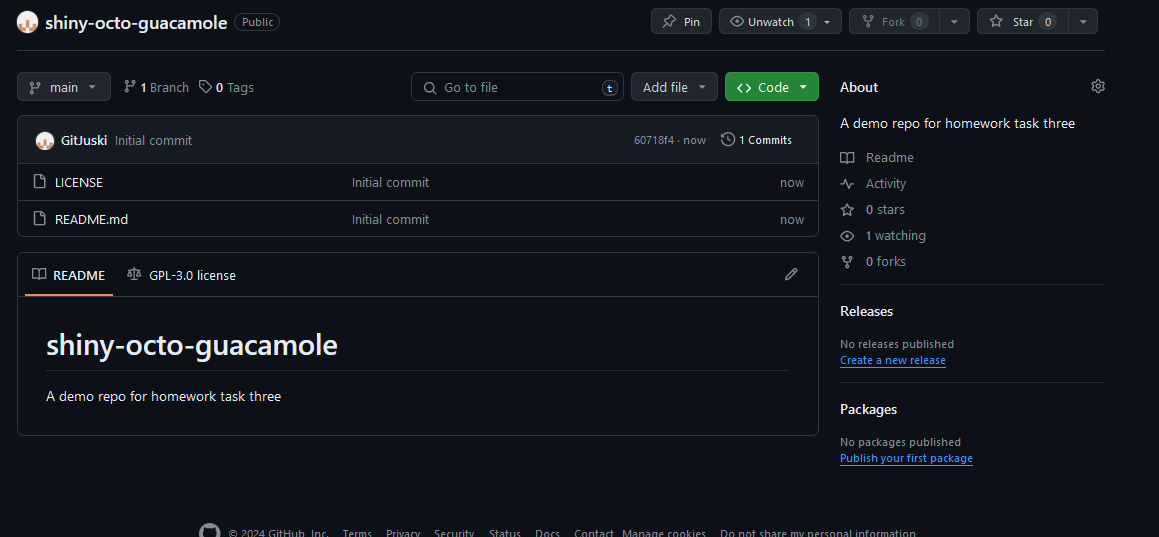 shiny-octo-guacamole Public Pin Unwatch 1 Fork 0 Star 0
main 1 Branch 0 Tags Go to file t Add file Code
GitJuski Initial commit 60718f4 · now 1 Commits
LICENSE Initial commit now
README.md Initial commit now
README GPL-3.0 license
shiny-octo-guacamole
A demo repo for homework task three
About
A demo repo for homework task three
Readme
Activity
0 stars
1 watching
0 forks
Releases
No releases published
Create a new release
Packages
No packages published
Publish your first package
© 2024 GitHub, Inc. Terms Privacy Security Status Docs Contact Manage cookies Do not share my personal information